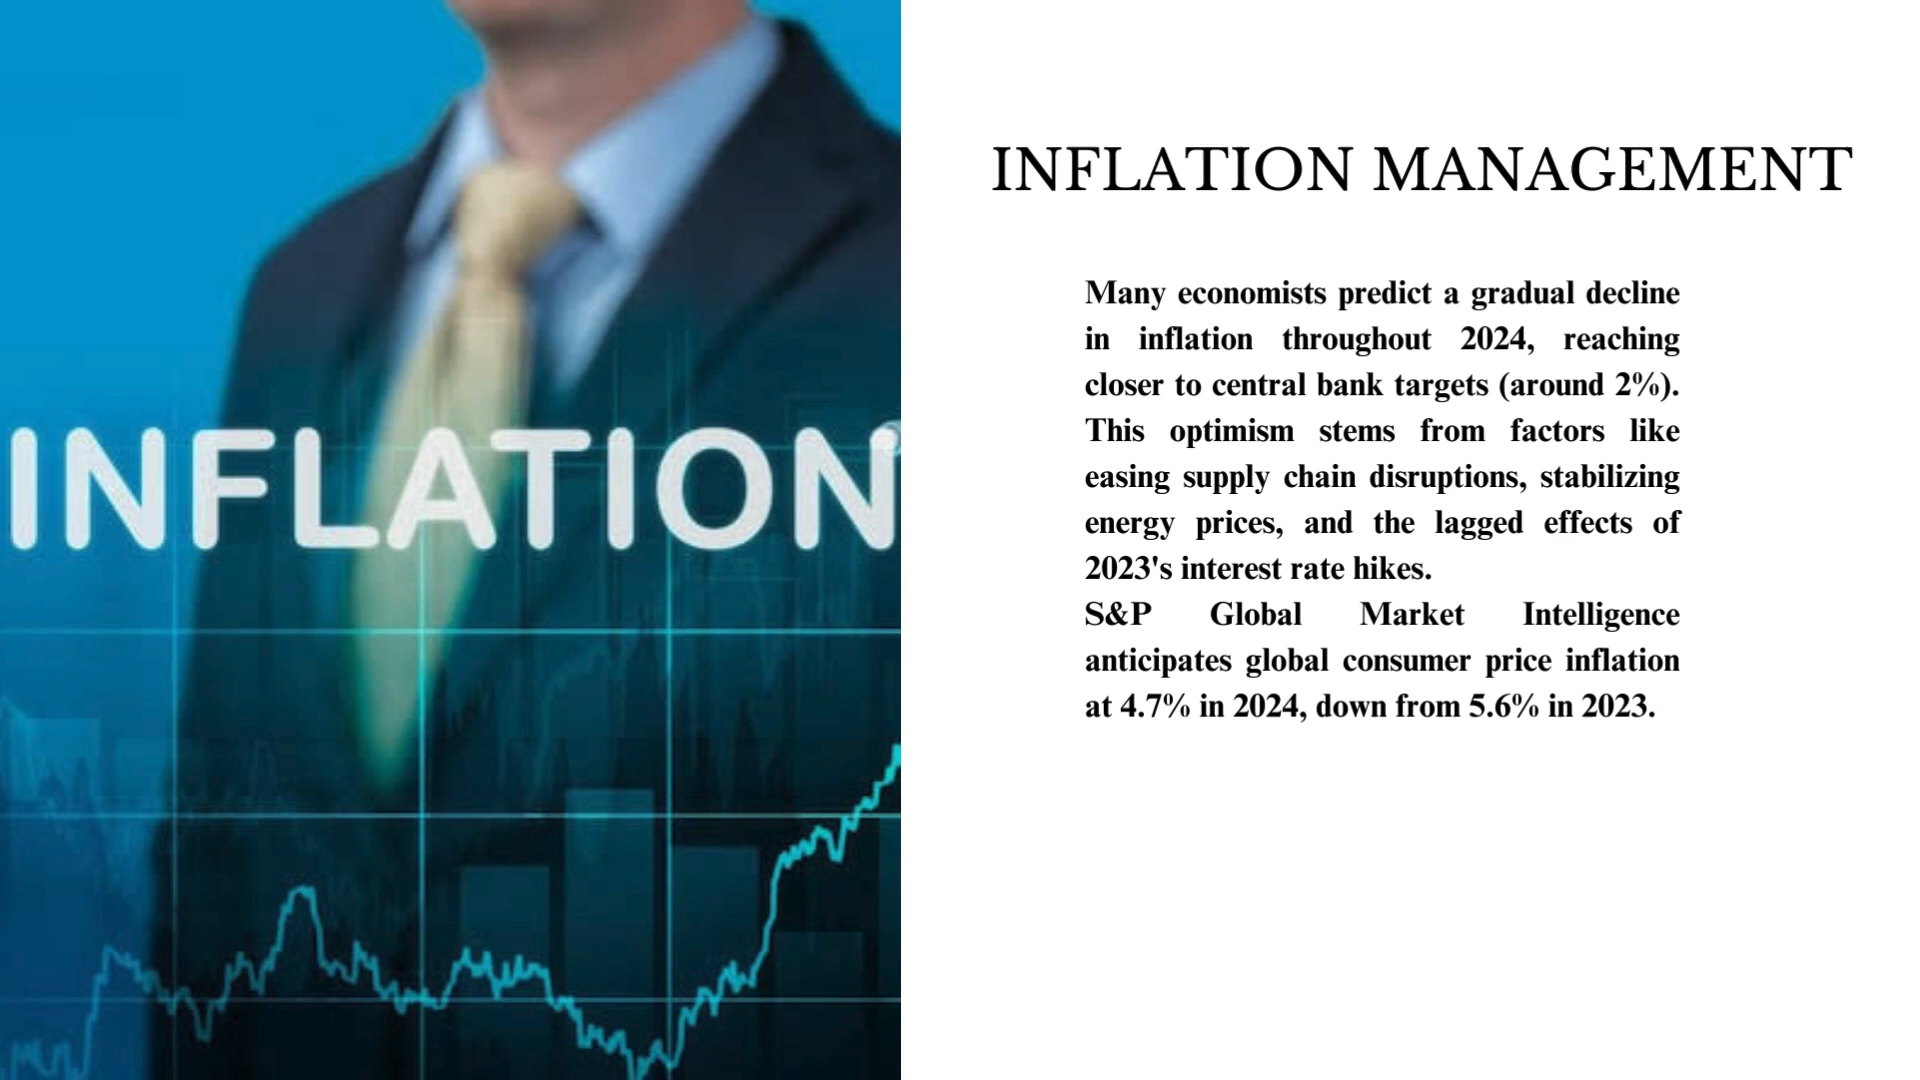 INFLATION
INFLATION MANAGEMENT
Many economists predict a gradual decline
in inflation throughout 2024, reaching
closer to central bank targets (around 2%).
This optimism stems from factors like
easing supply chain disruptions, stabilizing
energy prices, and the lagged effects of
2023's interest rate hikes.
S&P Global Market Intelligence
anticipates global consumer price inflation
at 4.7% in 2024, down from 5.6% in 2023.